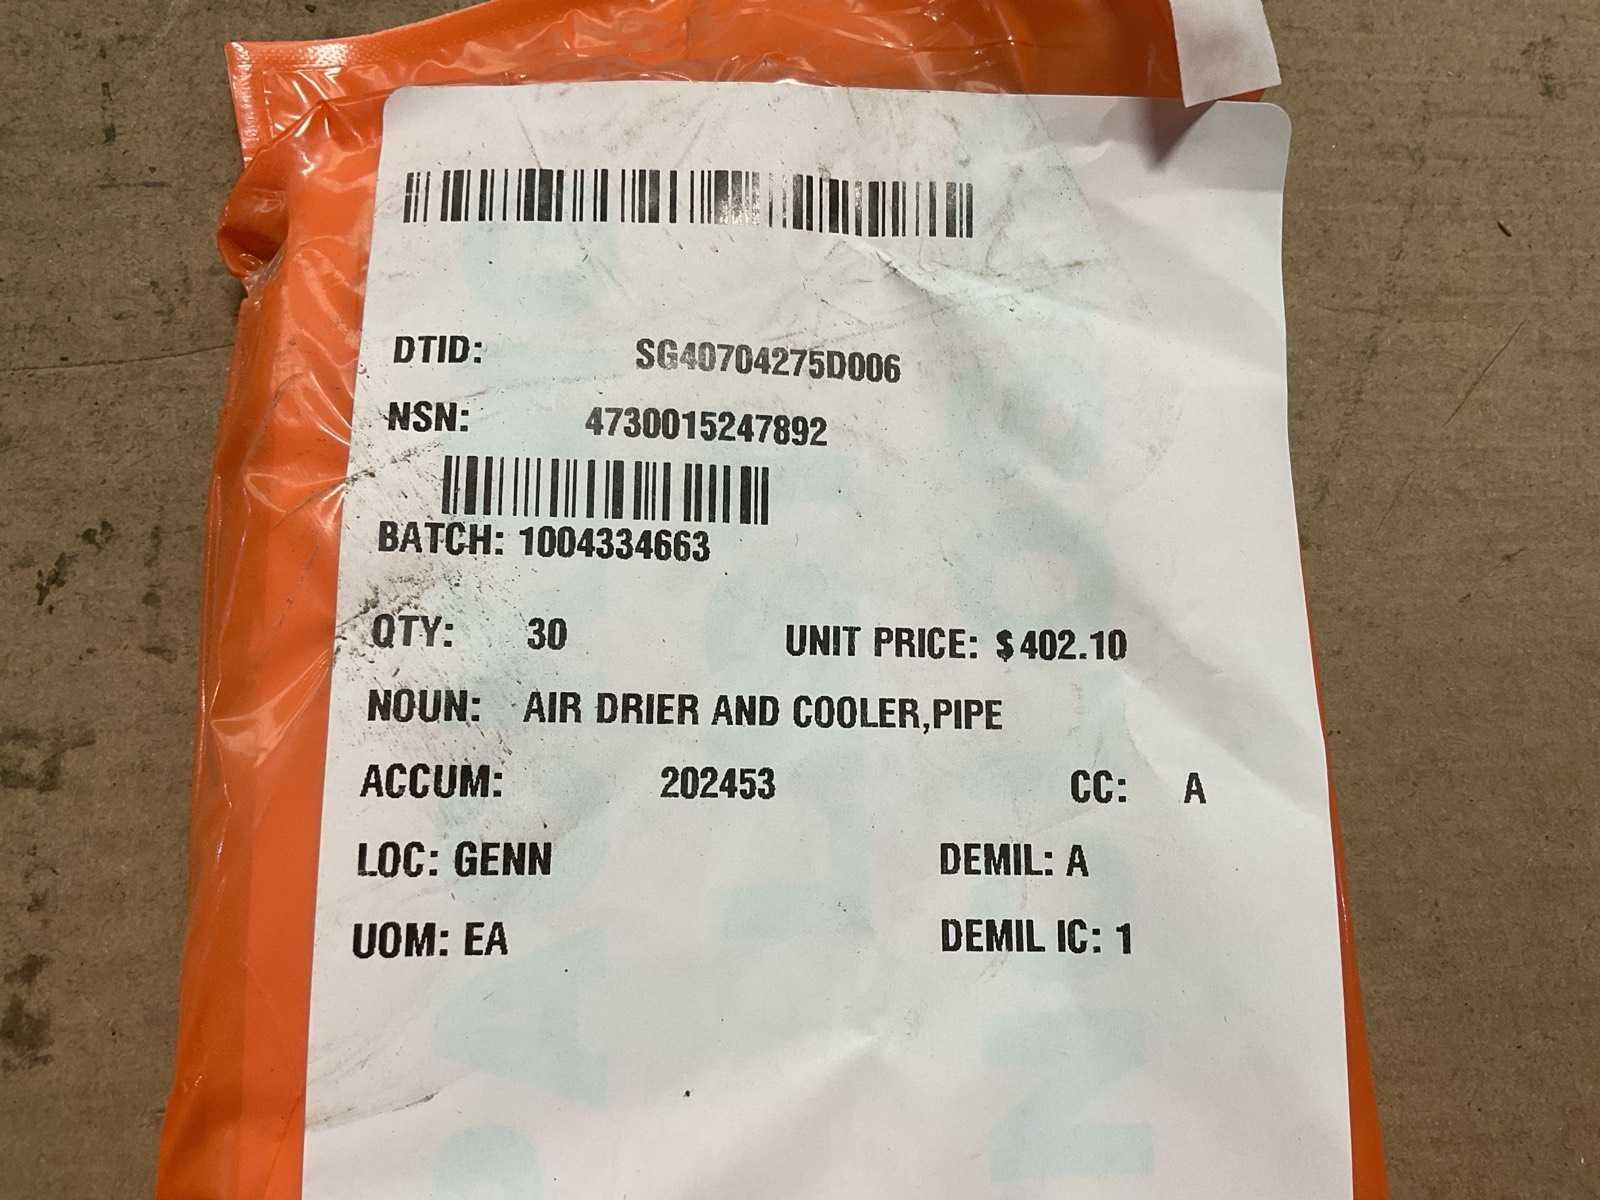 DTID: SG40704275D006
NSN: 4730015247892
BATCH: 1004334663
QTY: 30 UNIT PRICE: $402.10
NOUN: AIR DRIER AND COOLER,PIPE
ACCUM: 202453 CC: A
LOC: GENN DEMIL: A
UOM: EA DEMIL IC: 1